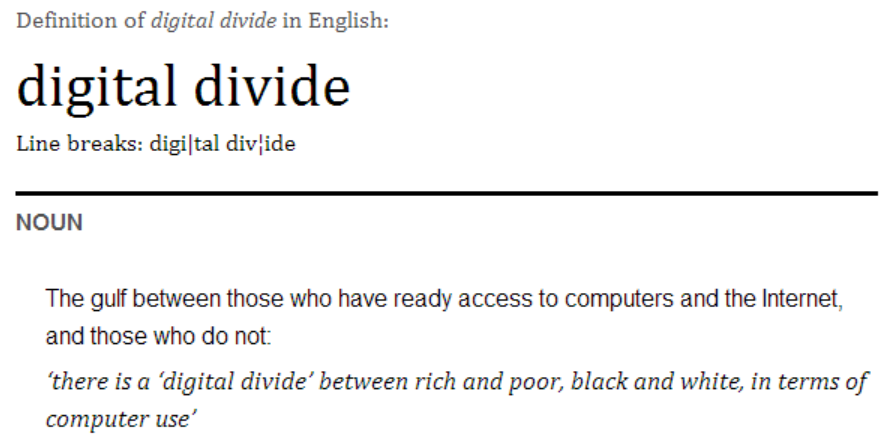 Definition of digital divide in English:
digital divide
Line breaks: digi|tal div¦ide
NOUN
The gulf between those who have ready access to computers and the Internet,
and those who do not:
‘there is a ‘digital divide’ between rich and poor, black and white, in terms of
computer use’